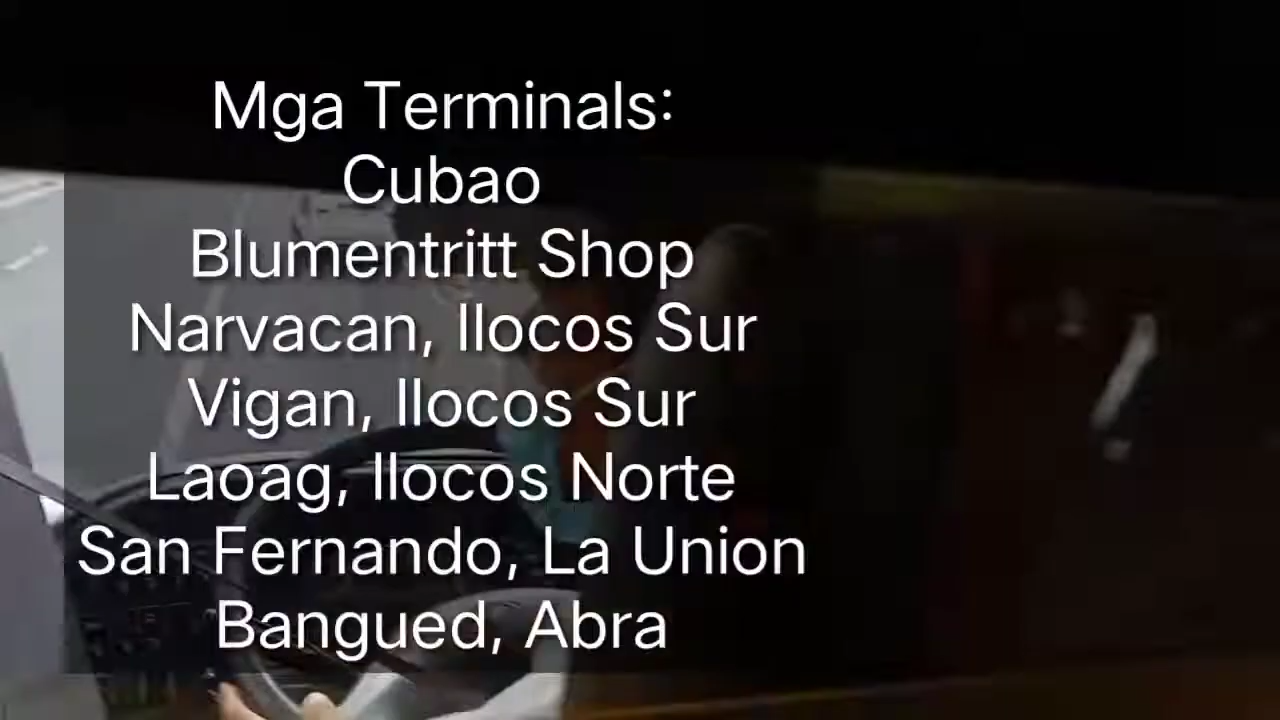 Mga Terminals:
Cubao
Blumentritt Shop
Narvacan, Ilocos Sur
Vigan, Ilocos Sur
Laoag, Ilocos Norte
San Fernando, La Union
Bangued, Abra